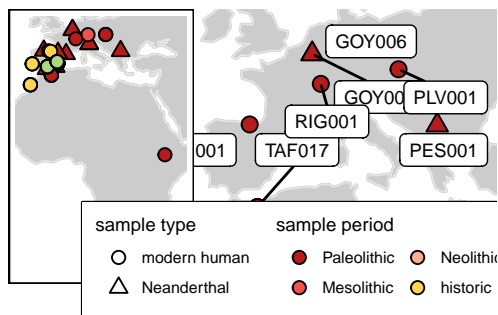 GOY006
GOY00
PLV001
RIG001
001
TAF017
PES001
sample type
sample period
modern human
Paleolithic
Neolithic
Neanderthal
Mesolithic
historic